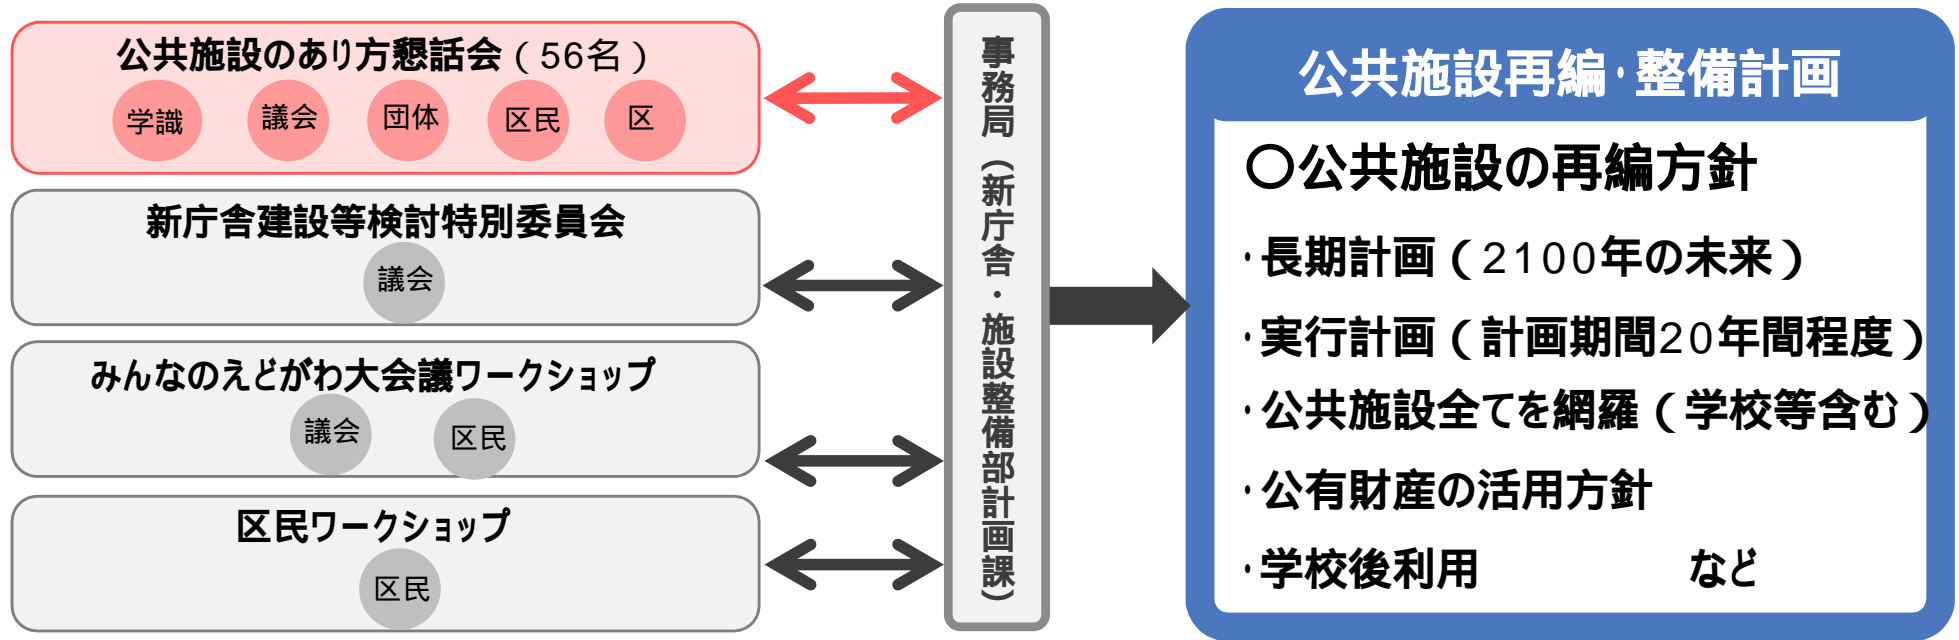 公共施設のあり方懇話会（56名）
学識 議会 団体 区民 区
新庁舎建設等検討特別委員会
議会
みんなのえどがわ大会議ワークショップ
議会 区民
区民ワークショップ
区民
事務局（新庁舎・施設整備部計画課）
公共施設再編・整備計画
〇公共施設の再編方針
・長期計画（2100年の未来）
・実行計画（計画期間20年間程度）
・公共施設全てを網羅（学校等含む）
・公有財産の活用方針
・学校後利用 など